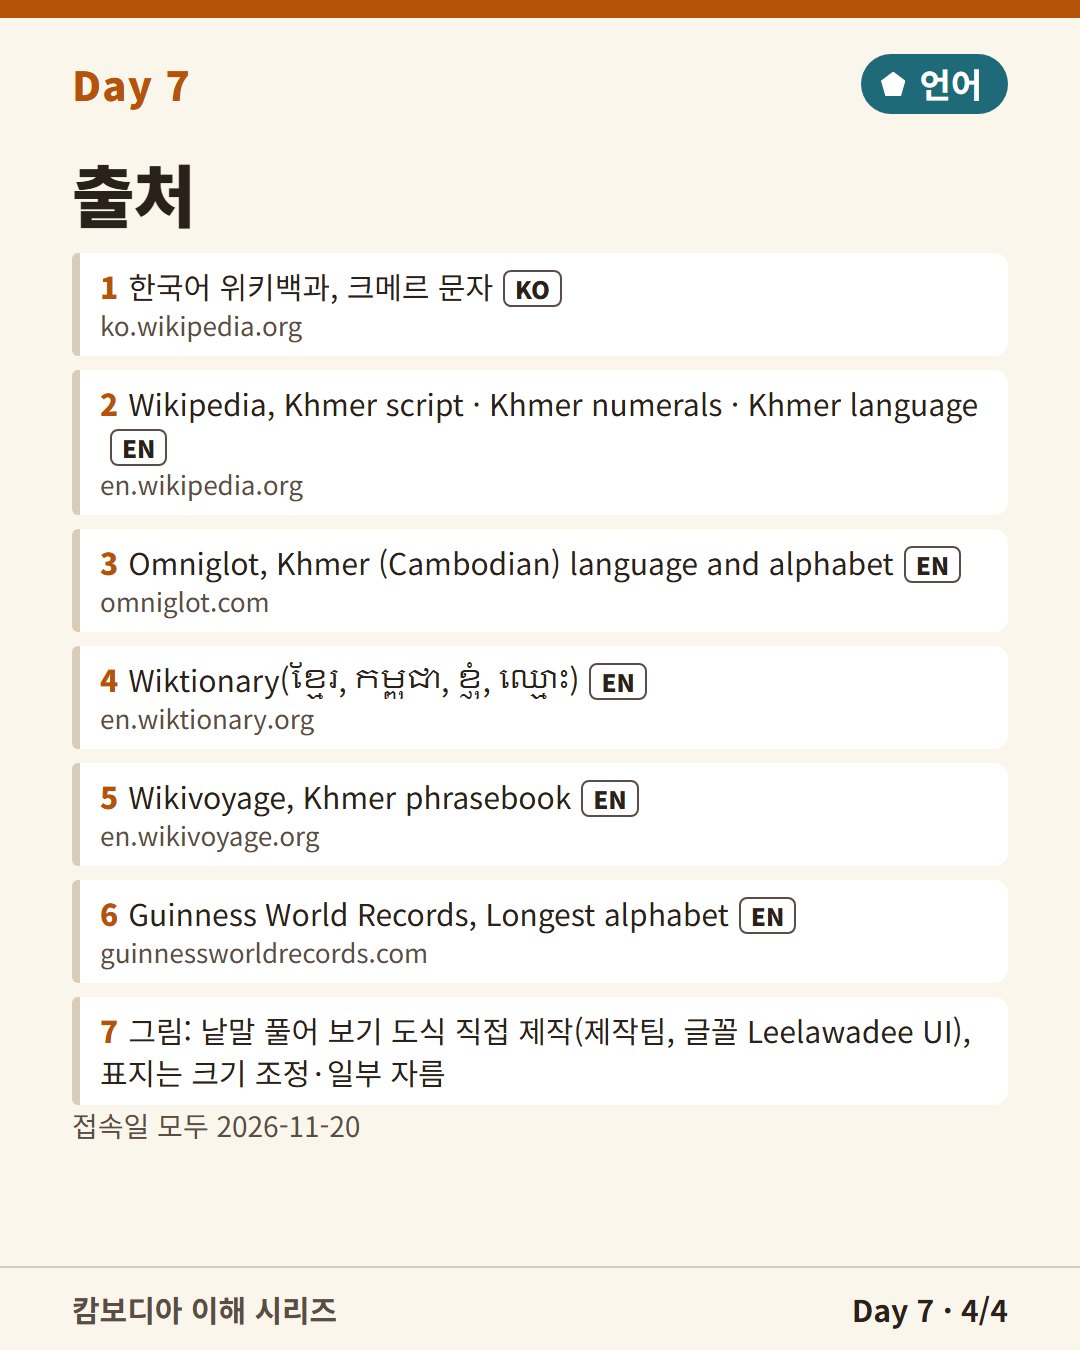 Day 7
언어
출처
1 한국어 위키백과, 크메르 문자 KO
ko.wikipedia.org
2 Wikipedia, Khmer script · Khmer numerals · Khmer language
EN
en.wikipedia.org
3 Omniglot, Khmer (Cambodian) language and alphabet EN
omniglot.com
4 Wiktionary(ខ្មែរ, កម្ពុជា, ខ្ញុំ, ឈ្មោះ) EN
en.wiktionary.org
5 Wikivoyage, Khmer phrasebook EN
en.wikivoyage.org
6 Guinness World Records, Longest alphabet EN
guinnessworldrecords.com
7 그림: 낱말 풀어 보기 도식 직접 제작(제작팀, 글꼴 Leelawadee UI),
표지는 크기 조정·일부 자름
접속일 모두 2026-11-20
캄보디아 이해 시리즈
Day 7 · 4/4